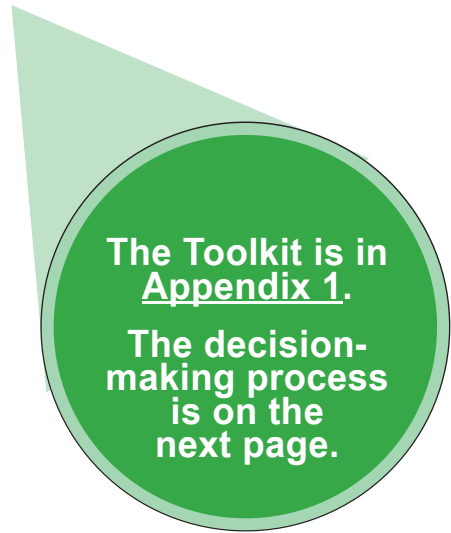 The Toolkit is in
Appendix 1.
The decision-
making process
is on the
next page.